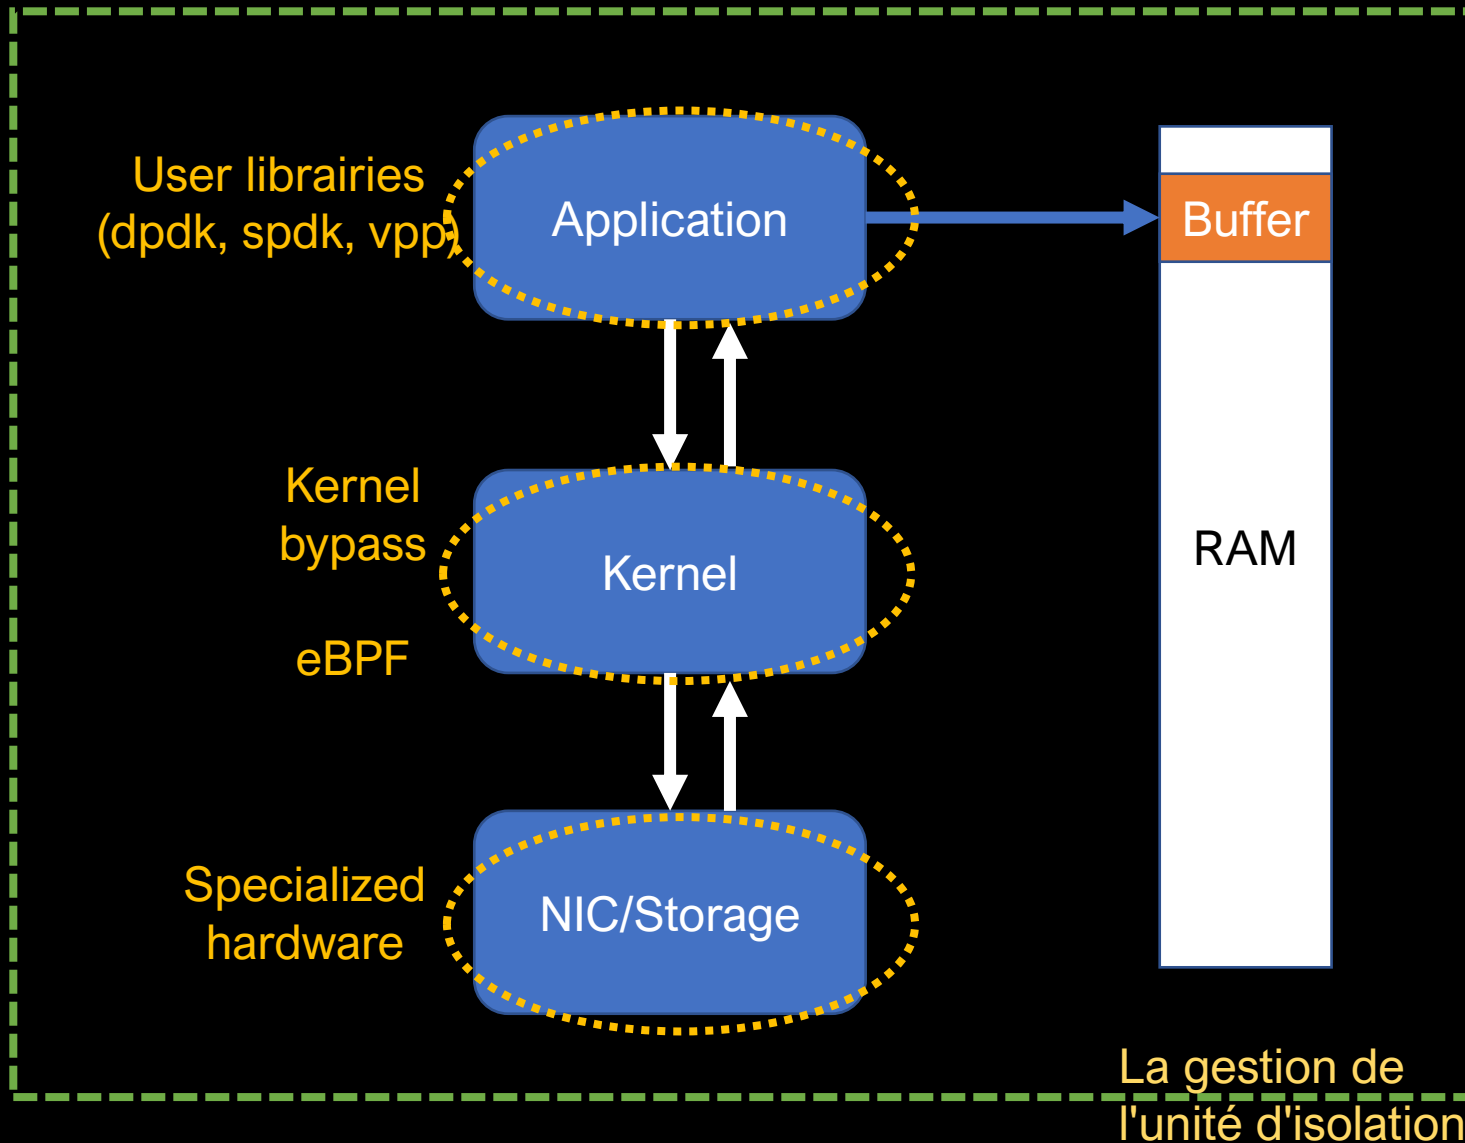 User librairies
(dpdk, spdk, vpp)
Application
Buffer
Kernel
bypass
eBPF
Kernel
RAM
Specialized
hardware
NIC/Storage
La gestion de
l'unité d'isolation